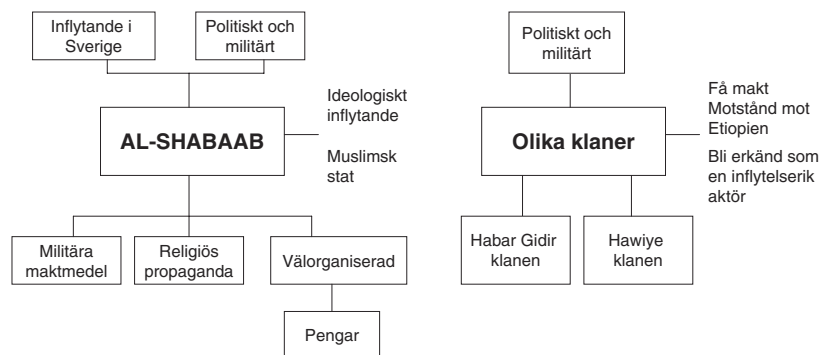 Inflytande i
Sverige
Politiskt och
militärt
AL-SHABAAB
Ideologiskt
inflytande
Muslimsk
stat
Militära
maktmedel
Religiös
propaganda
Välorganiserad
Pengar
Politiskt och
militärt
Olika klaner
Få makt
Motstånd mot
Etiopien
Bli erkänd som
en inflytelserik
aktör
Habar Gidir
klanen
Hawiye
klanen